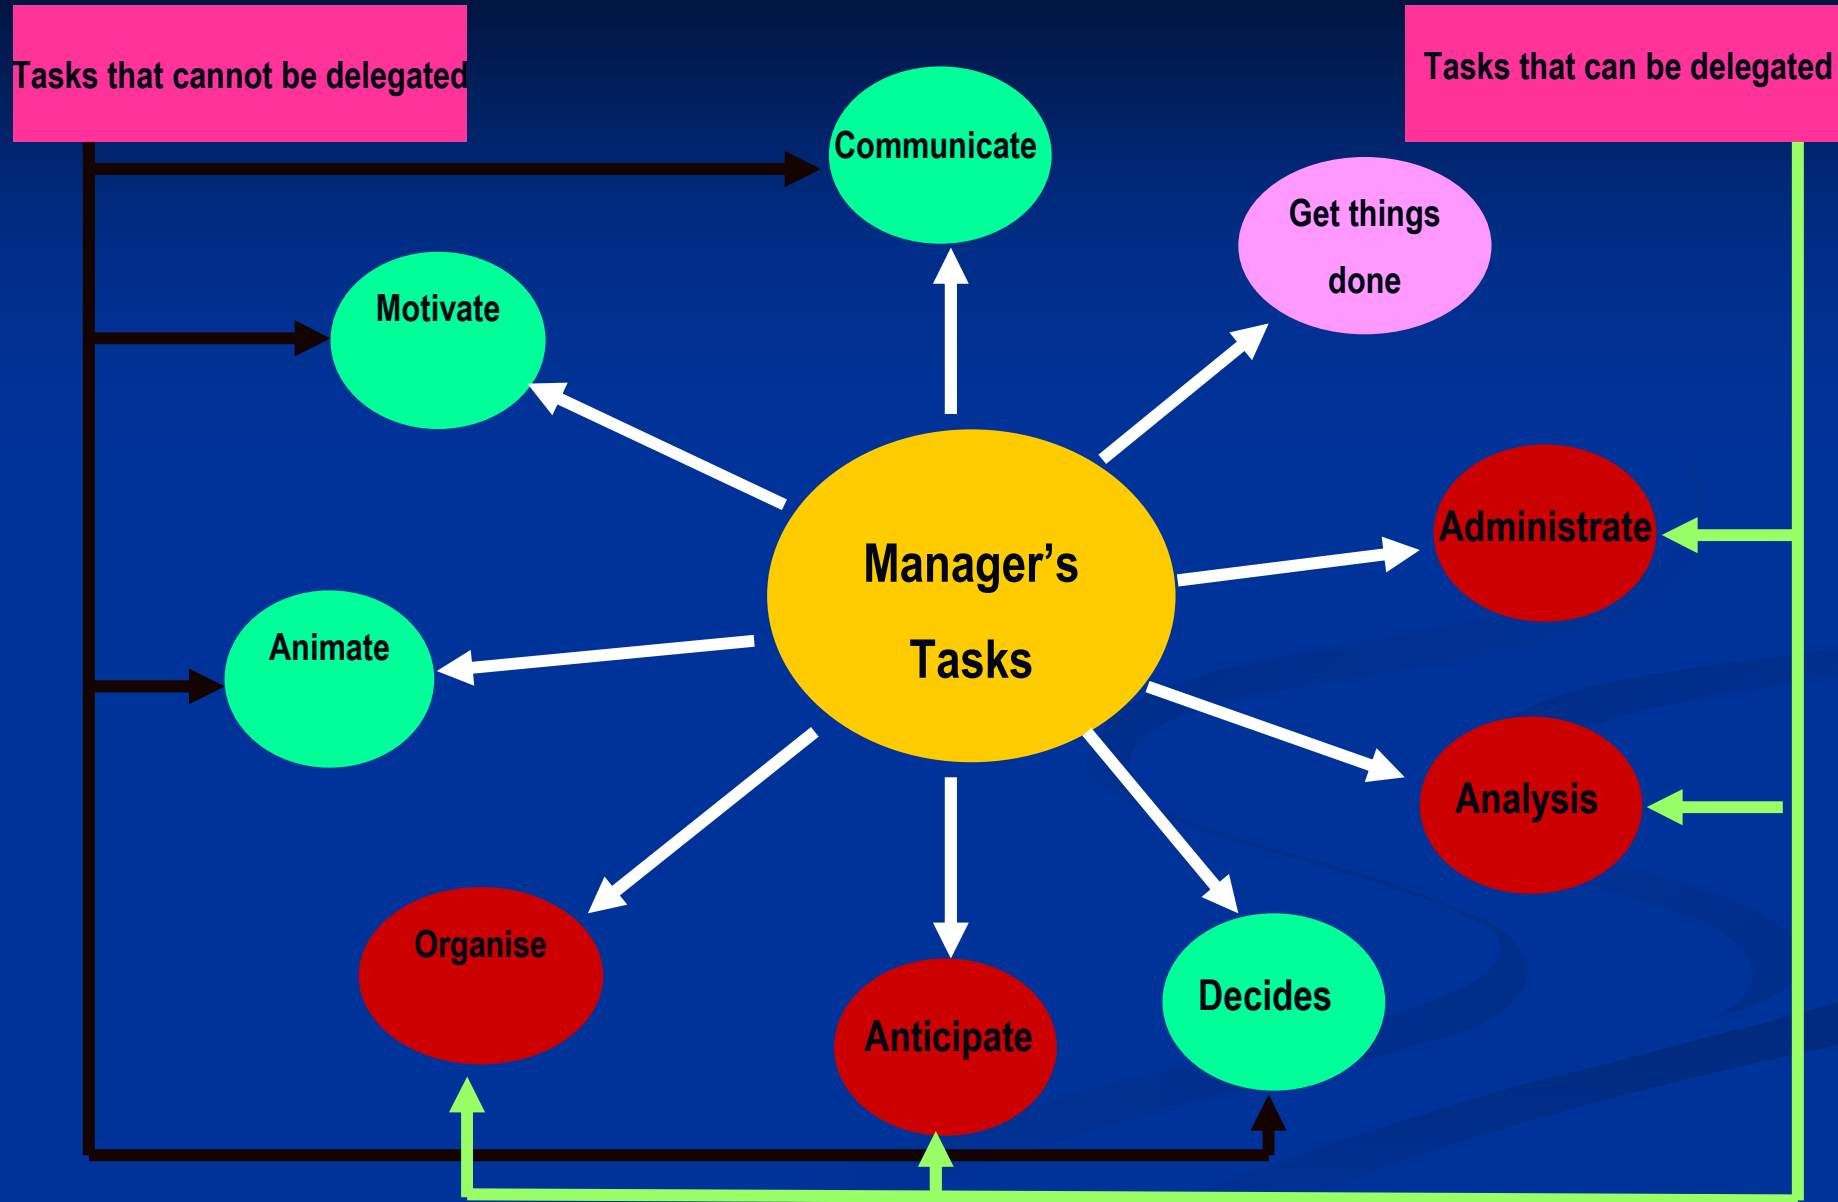 Tasks that cannot be delegated
Tasks that can be delegated
Communicate
Get things
done
Motivate
Administrate
Manager’s
Tasks
Animate
Analysis
Organise
Decides
Anticipate